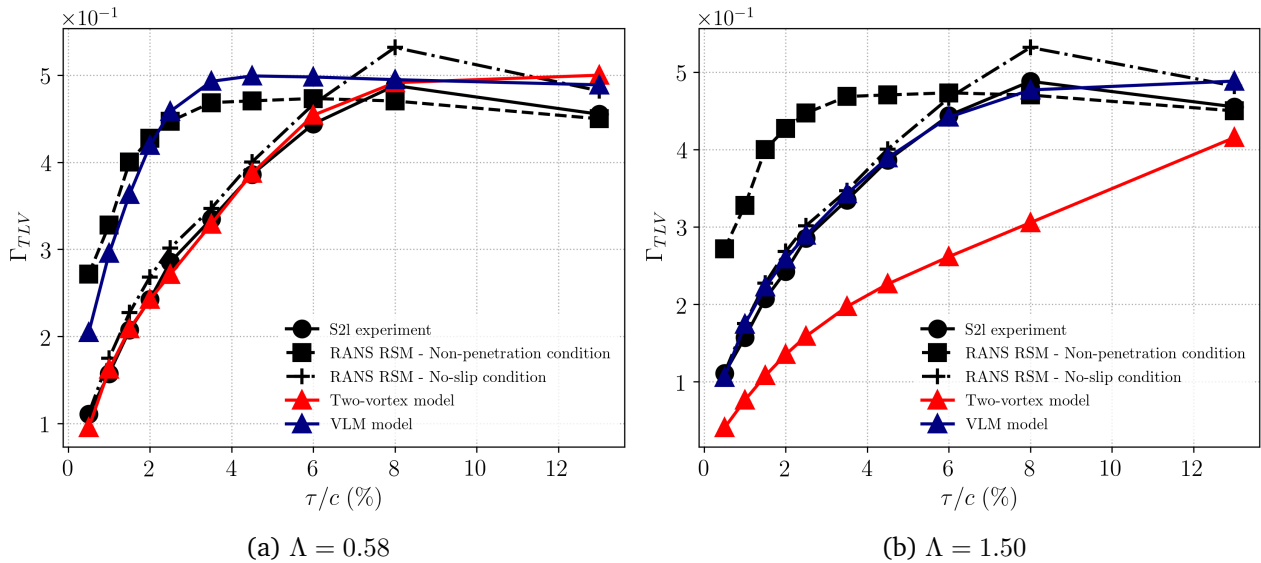 ×10⁻¹
5
4
3
2
1
Γ_TLV
S2l experiment
RANS RSM - Non-penetration condition
RANS RSM - No-slip condition
Two-vortex model
VLM model
0 2 4 6 8 10 12
τ/c (%)
(a) Λ = 0.58
×10⁻¹
5
4
3
2
1
Γ_TLV
S2l experiment
RANS RSM - Non-penetration condition
RANS RSM - No-slip condition
Two-vortex model
VLM model
0 2 4 6 8 10 12
τ/c (%)
(b) Λ = 1.50